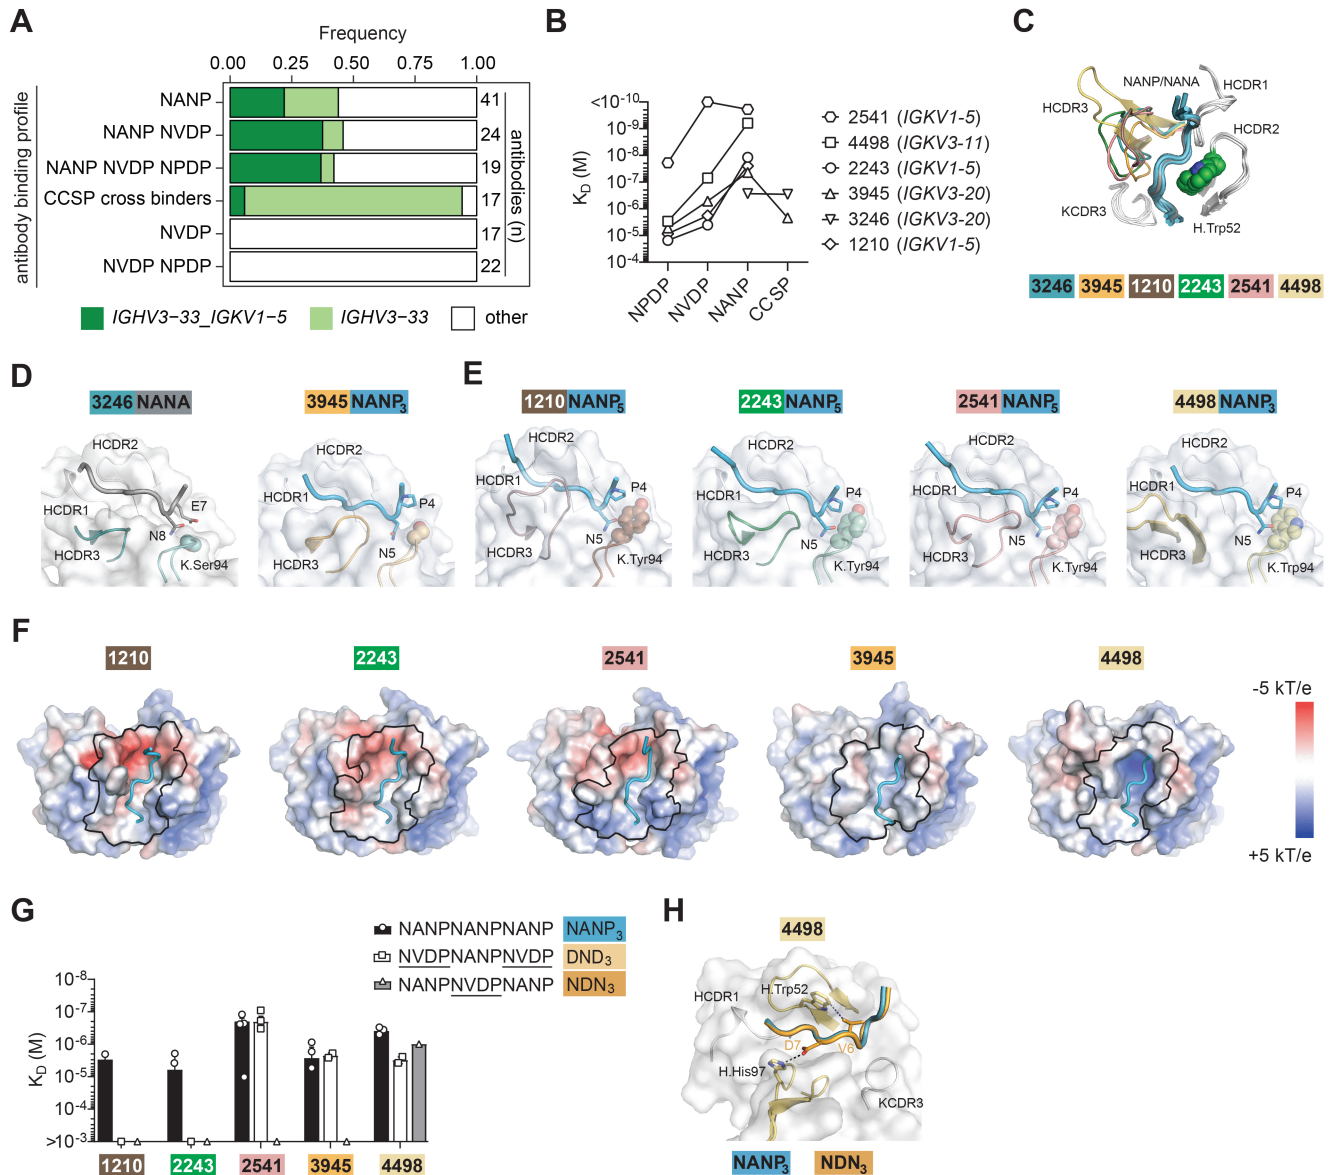 A
Frequency
0.00 0.25 0.50 0.75 1.00
antibody binding profile
NANP 41
NANP NVDP 24
NANP NVDP NPDP 19
CCSP cross binders 17
NVDP 17
NVDP NPDP 22
antibodies (n)
IGHV3−33_IGKV1−5 IGHV3−33 other
B
K_D (M)
<10^-10
10^-9
10^-8
10^-7
10^-6
10^-5
10^-4
NPDP NVDP NANP CCSP
2541 (IGKV1-5)
4498 (IGKV3-11)
2243 (IGKV1-5)
3945 (IGKV3-20)
3246 (IGKV3-20)
1210 (IGKV1-5)
C
NANP/NANA
HCDR1
HCDR3
HCDR2
KCDR3
H.Trp52
3246 3945 1210 2243 2541 4498
D
3246 NANA
HCDR2
HCDR1
E7
N8
HCDR3
K.Ser94
3945 NANP3
HCDR2
HCDR1
P4
N5
HCDR3
E
1210 NANP5
HCDR2
HCDR1
P4
N5
HCDR3
K.Tyr94
2243 NANP5
HCDR2
HCDR1
P4
N5
HCDR3
K.Tyr94
2541 NANP5
HCDR2
HCDR1
P4
N5
HCDR3
K.Tyr94
4498 NANP3
HCDR2
HCDR1
P4
N5
HCDR3
K.Trp94
F
1210 2243 2541 3945 4498
-5 kT/e
+5 kT/e
G
NANPNANPNANP NANP3
NVDPNANPNVDP DND3
NANPNVDPNANP NDN3
K_D (M)
10^-8
10^-7
10^-6
10^-5
10^-4
>10^-3
1210 2243 2541 3945 4498
H
4498
H.Trp52
HCDR1
D7
V6
H.His97
KCDR3
NANP3 NDN3